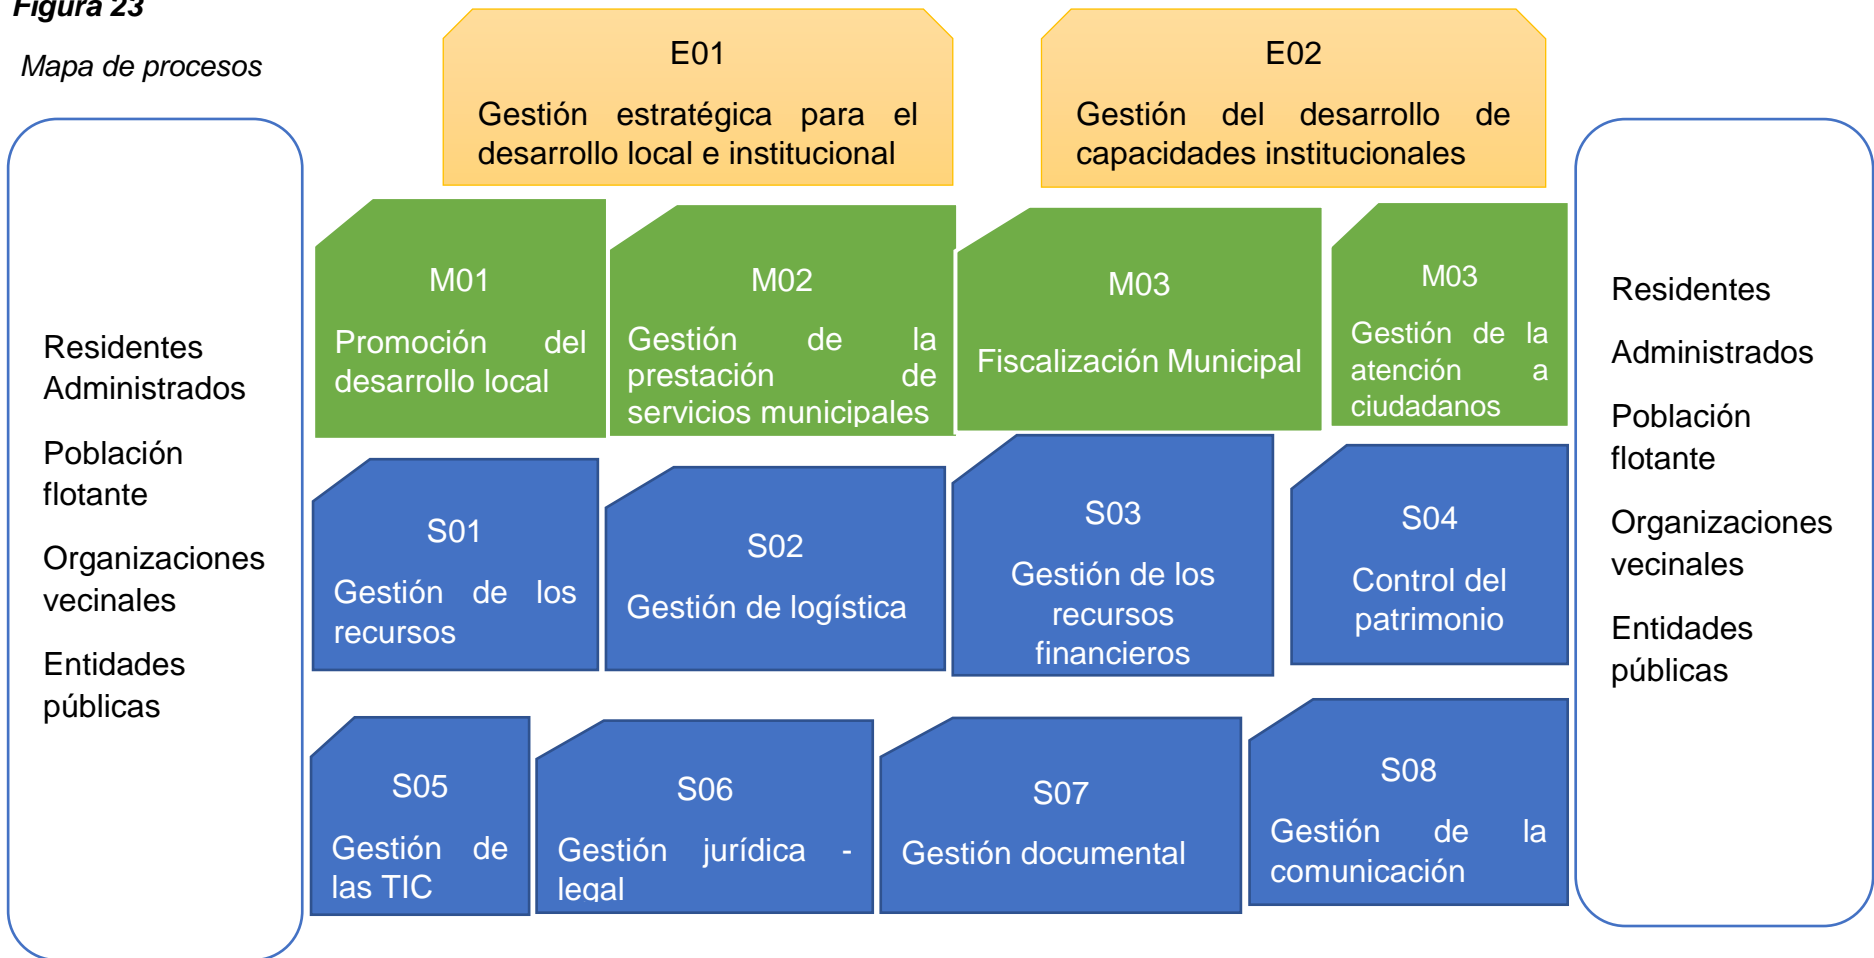 Figura 23
Mapa de procesos
E01
Gestión estratégica para el
desarrollo local e institucional
E02
Gestión del desarrollo de
capacidades institucionales
Residentes
Administrados
Población
flotante
Organizaciones
vecinales
Entidades
públicas
M01
Promoción del
desarrollo local
M02
Gestión de la
prestación de
servicios municipales
M03
Fiscalización Municipal
M03
Gestión de la
atención a
ciudadanos
S01
Gestión de los
recursos
S02
Gestión de logística
S03
Gestión de los
recursos
financieros
S04
Control del
patrimonio
S05
Gestión de
las TIC
S06
Gestión jurídica -
legal
S07
Gestión documental
S08
Gestión de la
comunicación
Residentes
Administrados
Población
flotante
Organizaciones
vecinales
Entidades
públicas